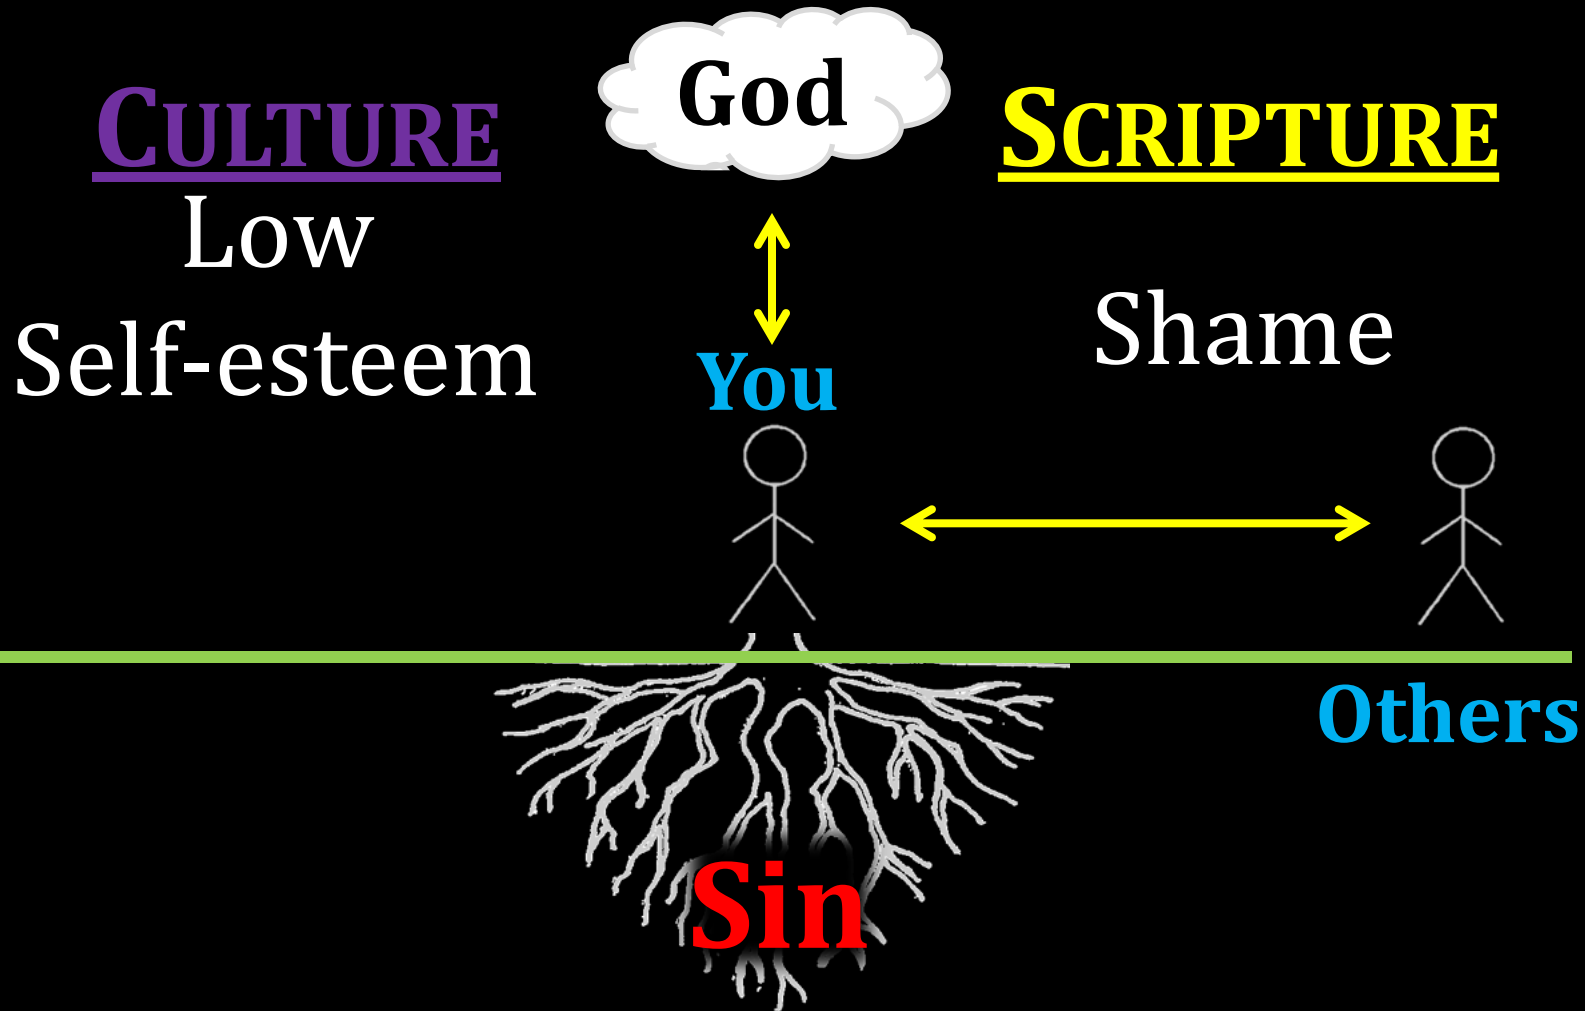 God
CULTURE
SCRIPTURE
Low
Self-esteem
Shame
You
Others
Sin